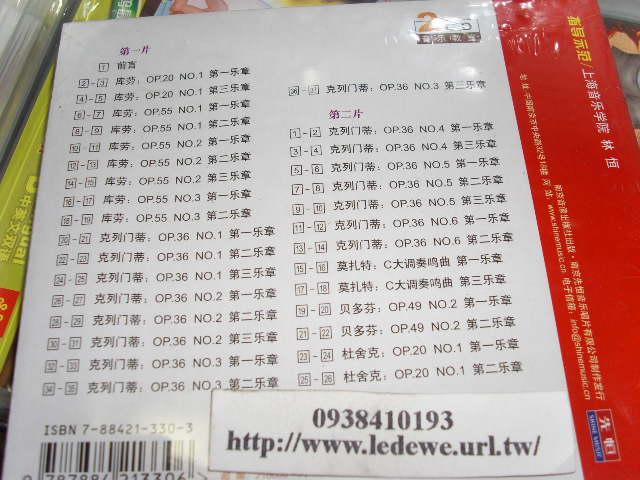 第一片
1 前言
2-3 库劳：OP.20 NO.1 第一乐章
4-5 库劳：OP.20 NO.1 第三乐章
6-7 库劳：OP.55 NO.1 第一乐章
8-9 库劳：OP.55 NO.1 第二乐章
10-11 库劳：OP.55 NO.2 第一乐章
12-13 库劳：OP.55 NO.2 第二乐章
14-15 库劳：OP.55 NO.2 第三乐章
16-17 库劳：OP.55 NO.3 第一乐章
18-19 库劳：OP.55 NO.3 第二乐章
20-21 克列门蒂：OP.36 NO.1 第一乐章
22-23 克列门蒂：OP.36 NO.1 第二乐章
24-25 克列门蒂：OP.36 NO.1 第三乐章
26-27 克列门蒂：OP.36 NO.2 第一乐章
28-29 克列门蒂：OP.36 NO.2 第二乐章
30-31 克列门蒂：OP.36 NO.2 第三乐章
32-33 克列门蒂：OP.36 NO.3 第一乐章
34-35 克列门蒂：OP.36 NO.3 第二乐章
克列门蒂：OP.36 NO.3 第二乐章
第二片
1-2 克列门蒂：OP.36 NO.4 第一乐章
3-4 克列门蒂：OP.36 NO.4 第三乐章
5-6 克列门蒂：OP.36 NO.5 第一乐章
7-8 克列门蒂：OP.36 NO.5 第二乐章
9-10 克列门蒂：OP.36 NO.5 第三乐章
11-12 克列门蒂：OP.36 NO.6 第一乐章
13-14 克列门蒂：OP.36 NO.6 第二乐章
15-16 莫扎特：C大调奏鸣曲 第一乐章
17-18 莫扎特：C大调奏鸣曲 第三乐章
19-20 贝多芬：OP.49 NO.2 第一乐章
21-22 贝多芬：OP.49 NO.2 第二乐章
23-24 杜舍克：OP.20 NO.1 第一乐章
25-26 杜舍克：OP.20 NO.1 第二乐章
ISBN 7-88421-330-3
0938410193
http://www.ledewe.url.tw/
督导示范/上海音乐学院 林恒
www.shinemusic.cn
info@shinemusic.cn
SHINE MUSIC